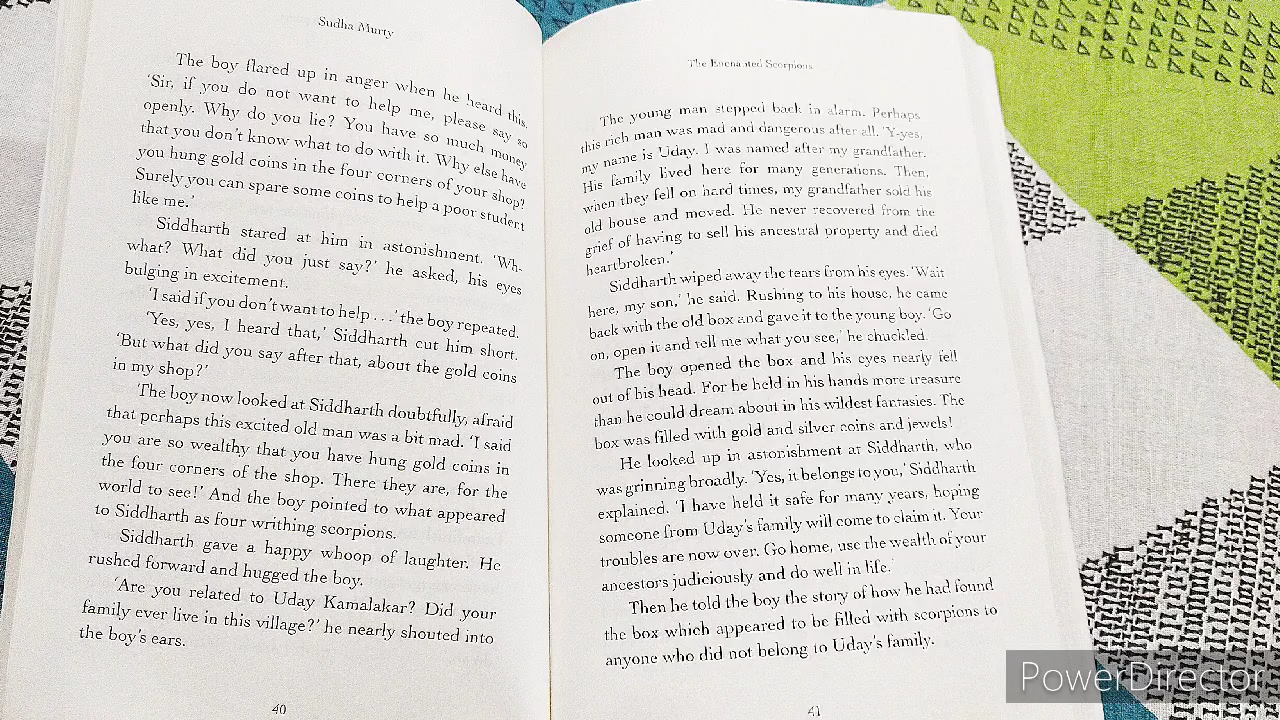 Sudha Murty
The boy flared up in anger when he heard this.
'Sir, if you do not want to help me, please say so
openly. Why do you lie? You have so much money
that you don't know what to do with it. Why else have
you hung gold coins in the four corners of your shop?
Surely you can spare some coins to help a poor student
like me.'
Siddharth stared at him in astonishment. 'Wh-
what? What did you just say?' he asked, his eyes
bulging in excitement.
'I said if you don't want to help . . .' the boy repeated.
'Yes, yes, I heard that,' Siddharth cut him short.
'But what did you say after that, about the gold coins
in my shop?'
The boy now looked at Siddharth doubtfully, afraid
that perhaps this excited old man was a bit mad. 'I said
you are so wealthy that you have hung gold coins in
the four corners of the shop. There they are, for the
world to see!' And the boy pointed to what appeared
to Siddharth as four writhing scorpions.
Siddharth gave a happy whoop of laughter. He
rushed forward and hugged the boy.
'Are you related to Uday Kamalakar? Did your
family ever live in this village?' he nearly shouted into
the boy's ears.
40
The Enchanted Scorpions
The young man stepped back in alarm. Perhaps
this rich man was mad and dangerous after all. 'Y-yes,
my name is Uday. I was named after my grandfather.
His family lived here for many generations. Then,
when they fell on hard times, my grandfather sold his
old house and moved. He never recovered from the
grief of having to sell his ancestral property and died
heartbroken.'
Siddharth wiped away the tears from his eyes. 'Wait
here, my son,' he said. Rushing to his house, he came
back with the old box and gave it to the young boy. 'Go
on, open it and tell me what you see,' he chuckled.
The boy opened the box and his eyes nearly fell
out of his head. For he held in his hands more treasure
than he could dream about in his wildest fantasies. The
box was filled with gold and silver coins and jewels!
He looked up in astonishment at Siddharth, who
was grinning broadly. 'Yes, it belongs to you,' Siddharth
explained. 'I have held it safe for many years, hoping
someone from Uday's family will come to claim it. Your
troubles are now over. Go home, use the wealth of your
ancestors judiciously and do well in life.'
Then he told the boy the story of how he had found
the box which appeared to be filled with scorpions to
anyone who did not belong to Uday's family.
41
PowerDirector